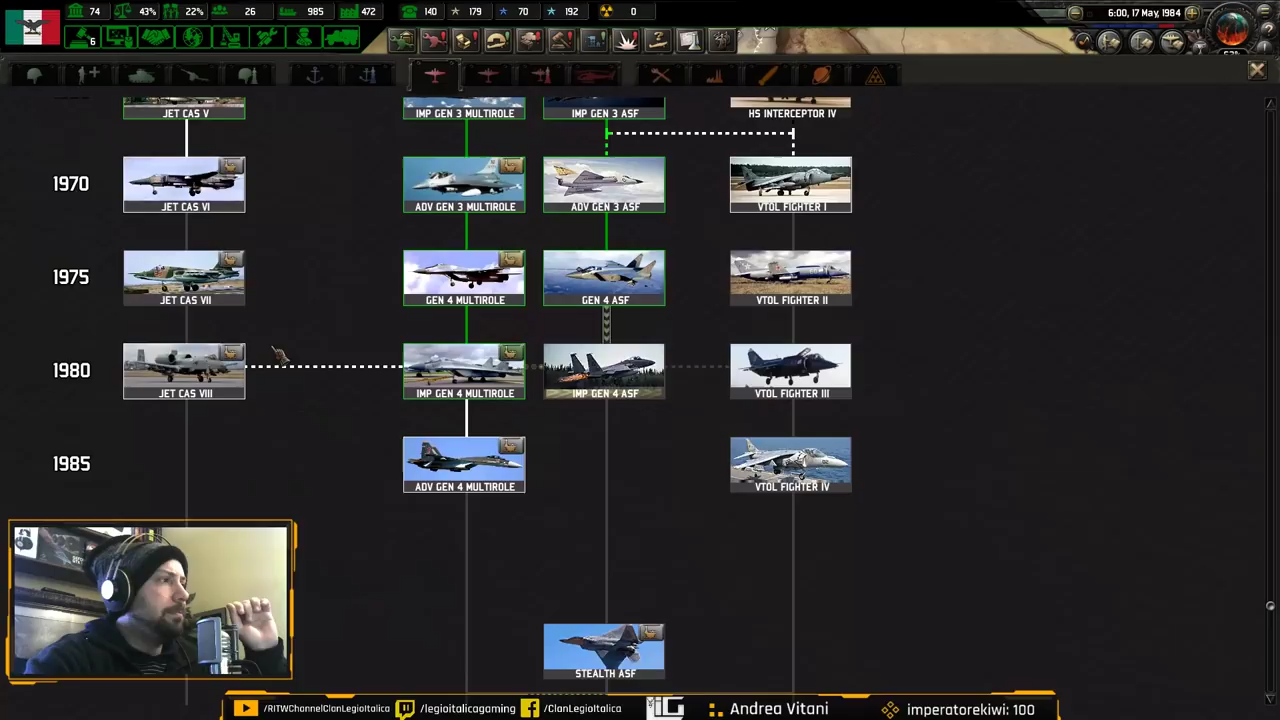 74 43% 22% 26 985 472 140 179 70 192 0 6:00, 17 May, 1984
6
JET CAS V IMP GEN 3 MULTIROLE IMP GEN 3 ASF HS INTERCEPTOR IV
1970
JET CAS VI ADV GEN 3 MULTIROLE ADV GEN 3 ASF VTOL FIGHTER I
1975
JET CAS VII GEN 4 MULTIROLE GEN 4 ASF VTOL FIGHTER II
1980
JET CAS VIII IMP GEN 4 MULTIROLE IMP GEN 4 ASF VTOL FIGHTER III
1985
ADV GEN 4 MULTIROLE VTOL FIGHTER IV
STEALTH ASF
/RITWChannelClanLegioItalica /legioitalicagaming /ClanLegioItalica LIG Andrea Vitani imperatorekiwi: 100